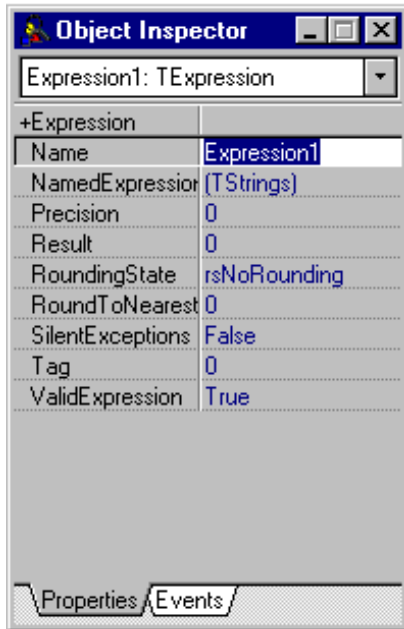 Object Inspector
Expression1: TExpression
+Expression
Name Expression1
NamedExpression (TStrings)
Precision 0
Result 0
RoundingState rsNoRounding
RoundToNearest 0
SilentExceptions False
Tag 0
ValidExpression True
Properties Events